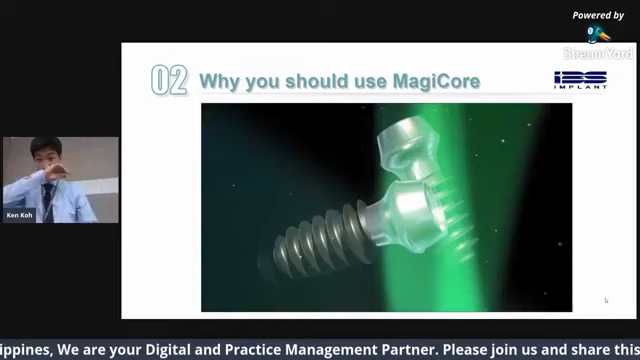 Powered by
StreamYard
02 Why you should use MagiCore
IBS
IMPLANT
Ken Koh
ippines, We are your Digital and Practice Management Partner. Please join us and share this